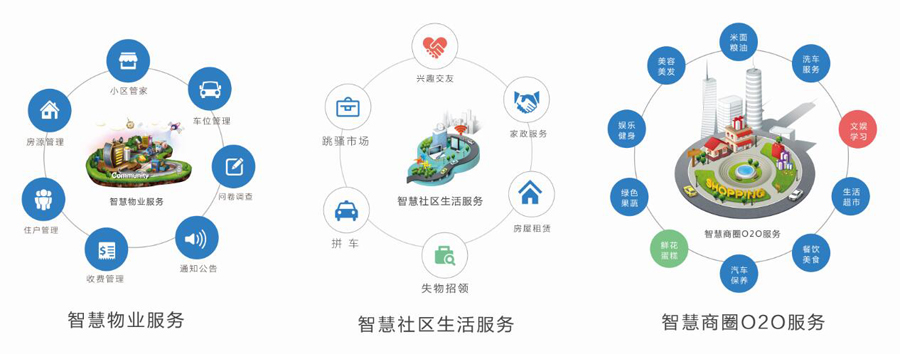 小区管家
车位管理
问卷调查
通知公告
收费管理
住户管理
房源管理
Community
智慧物业服务
智慧物业服务
兴趣交友
家政服务
房屋租赁
失物招领
拼 车
跳骚市场
智慧社区生活服务
智慧社区生活服务
米面
粮油
洗车
服务
文娱
学习
生活
超市
餐饮
美食
汽车
保养
鲜花
蛋糕
绿色
果蔬
娱乐
健身
美容
美发
SHOPPING
智慧商圈O2O服务
智慧商圈O2O服务